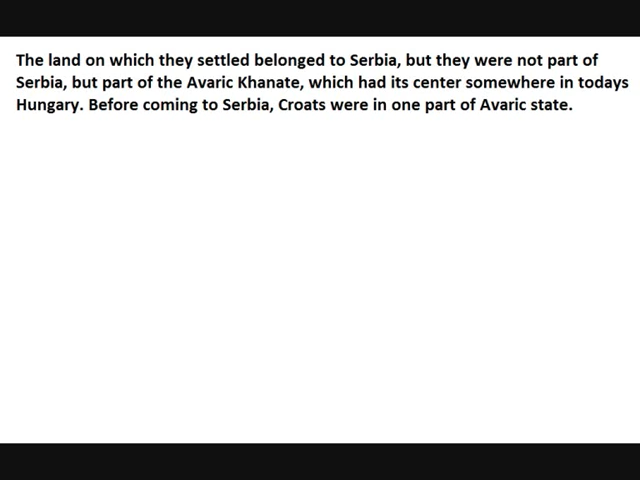 The land on which they settled belonged to Serbia, but they were not part of
Serbia, but part of the Avaric Khanate, which had its center somewhere in todays
Hungary. Before coming to Serbia, Croats were in one part of Avaric state.